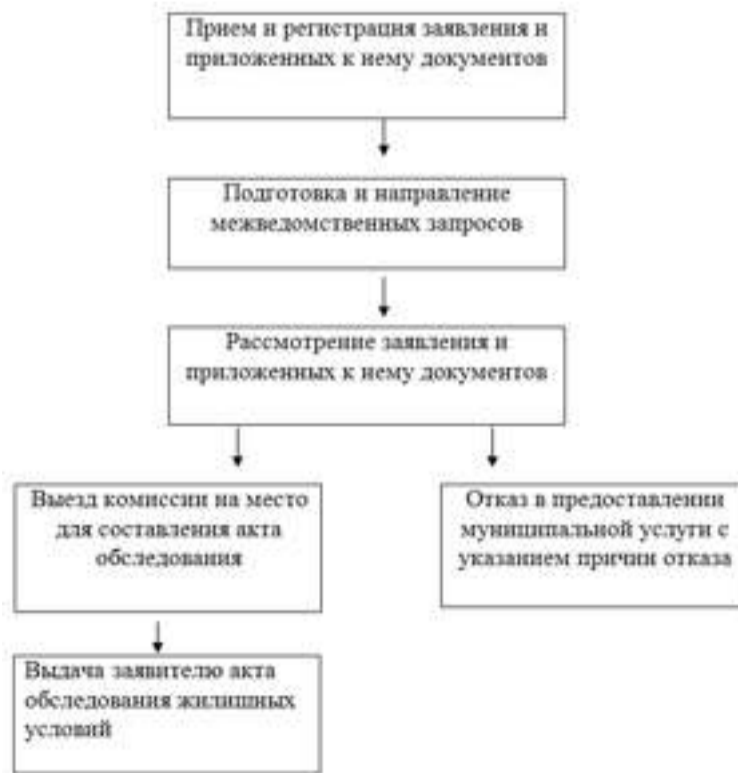 Прием и регистрация заявления и
приложенных к нему документов
Подготовка и направление
межведомственных запросов
Рассмотрение заявления и
приложенных к нему документов
Выезд комиссии на место
для составления акта
обследования
Отказ в предоставлении
муниципальной услуги с
указанием причин отказа
Выдача заявителю акта
обследования жилищных
условий